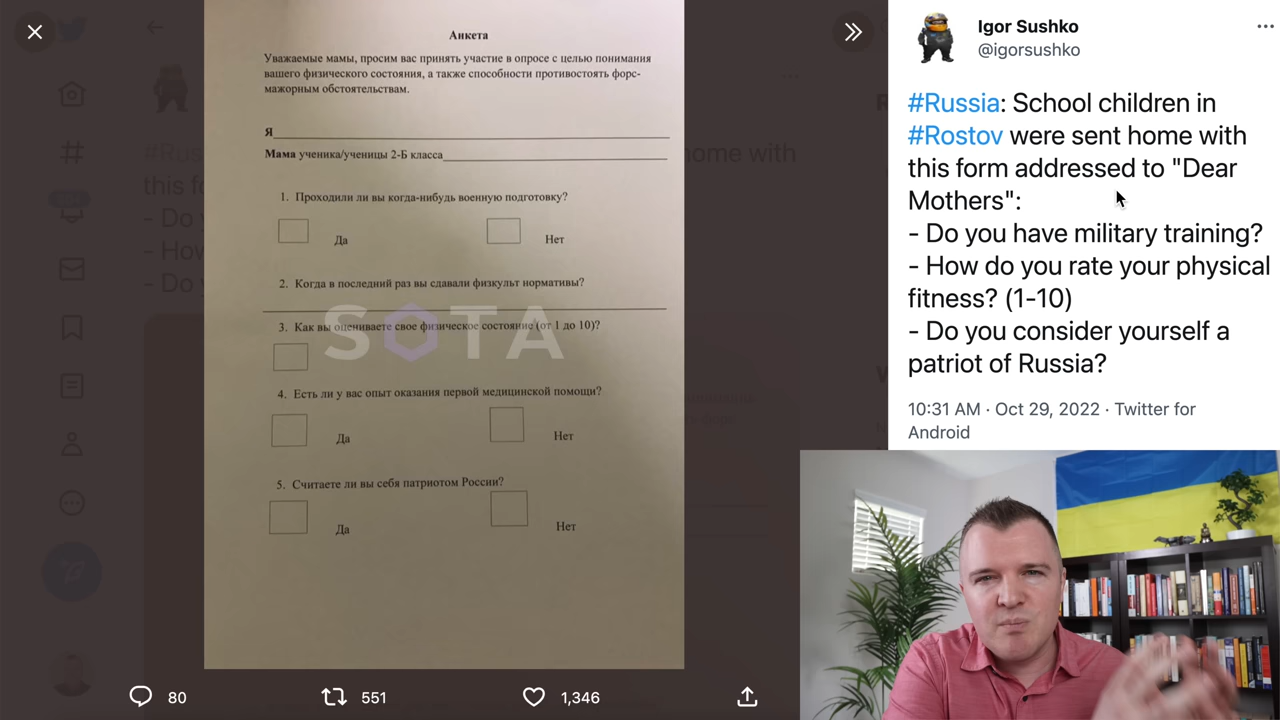 Анкета
Уважаемые мамы, просим вас принять участие в опросе с целью понимания
вашего физического состояния, а также способности противостоять форс-
мажорным обстоятельствам.
Я
Мама ученика/ученицы 2-Б класса
1. Проходили ли вы когда-нибудь военную подготовку?
Да
Нет
2. Когда в последний раз вы сдавали физкульт нормативы?
3. Как вы оцениваете свое физическое состояние (от 1 до 10)?
SOTA
4. Есть ли у вас опыт оказания первой медицинской помощи?
Да
Нет
5. Считаете ли вы себя патриотом России?
Да
Нет
80
551
1,346
Igor Sushko
@igorsushko
#Russia: School children in
#Rostov were sent home with
this form addressed to "Dear
Mothers":
- Do you have military training?
- How do you rate your physical
fitness? (1-10)
- Do you consider yourself a
patriot of Russia?
10:31 AM · Oct 29, 2022 · Twitter for
Android